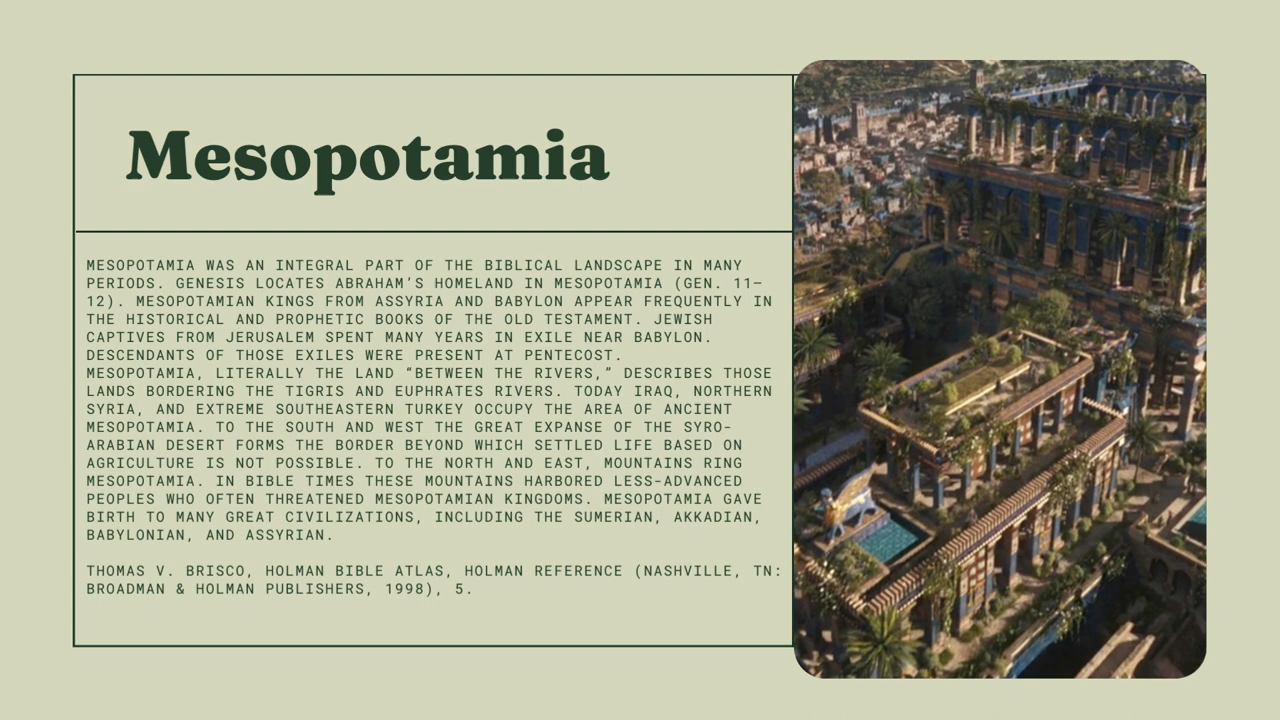 Mesopotamia
MESOPOTAMIA WAS AN INTEGRAL PART OF THE BIBLICAL LANDSCAPE IN MANY
PERIODS. GENESIS LOCATES ABRAHAM’S HOMELAND IN MESOPOTAMIA (GEN. 11–
12). MESOPOTAMIAN KINGS FROM ASSYRIA AND BABYLON APPEAR FREQUENTLY IN
THE HISTORICAL AND PROPHETIC BOOKS OF THE OLD TESTAMENT. JEWISH
CAPTIVES FROM JERUSALEM SPENT MANY YEARS IN EXILE NEAR BABYLON.
DESCENDANTS OF THOSE EXILES WERE PRESENT AT PENTECOST.
MESOPOTAMIA, LITERALLY THE LAND “BETWEEN THE RIVERS,” DESCRIBES THOSE
LANDS BORDERING THE TIGRIS AND EUPHRATES RIVERS. TODAY IRAQ, NORTHERN
SYRIA, AND EXTREME SOUTHEASTERN TURKEY OCCUPY THE AREA OF ANCIENT
MESOPOTAMIA. TO THE SOUTH AND WEST THE GREAT EXPANSE OF THE SYRO-
ARABIAN DESERT FORMS THE BORDER BEYOND WHICH SETTLED LIFE BASED ON
AGRICULTURE IS NOT POSSIBLE. TO THE NORTH AND EAST, MOUNTAINS RING
MESOPOTAMIA. IN BIBLE TIMES THESE MOUNTAINS HARBORED LESS-ADVANCED
PEOPLES WHO OFTEN THREATENED MESOPOTAMIAN KINGDOMS. MESOPOTAMIA GAVE
BIRTH TO MANY GREAT CIVILIZATIONS, INCLUDING THE SUMERIAN, AKKADIAN,
BABYLONIAN, AND ASSYRIAN.
THOMAS V. BRISCO, HOLMAN BIBLE ATLAS, HOLMAN REFERENCE (NASHVILLE, TN:
BROADMAN & HOLMAN PUBLISHERS, 1998), 5.